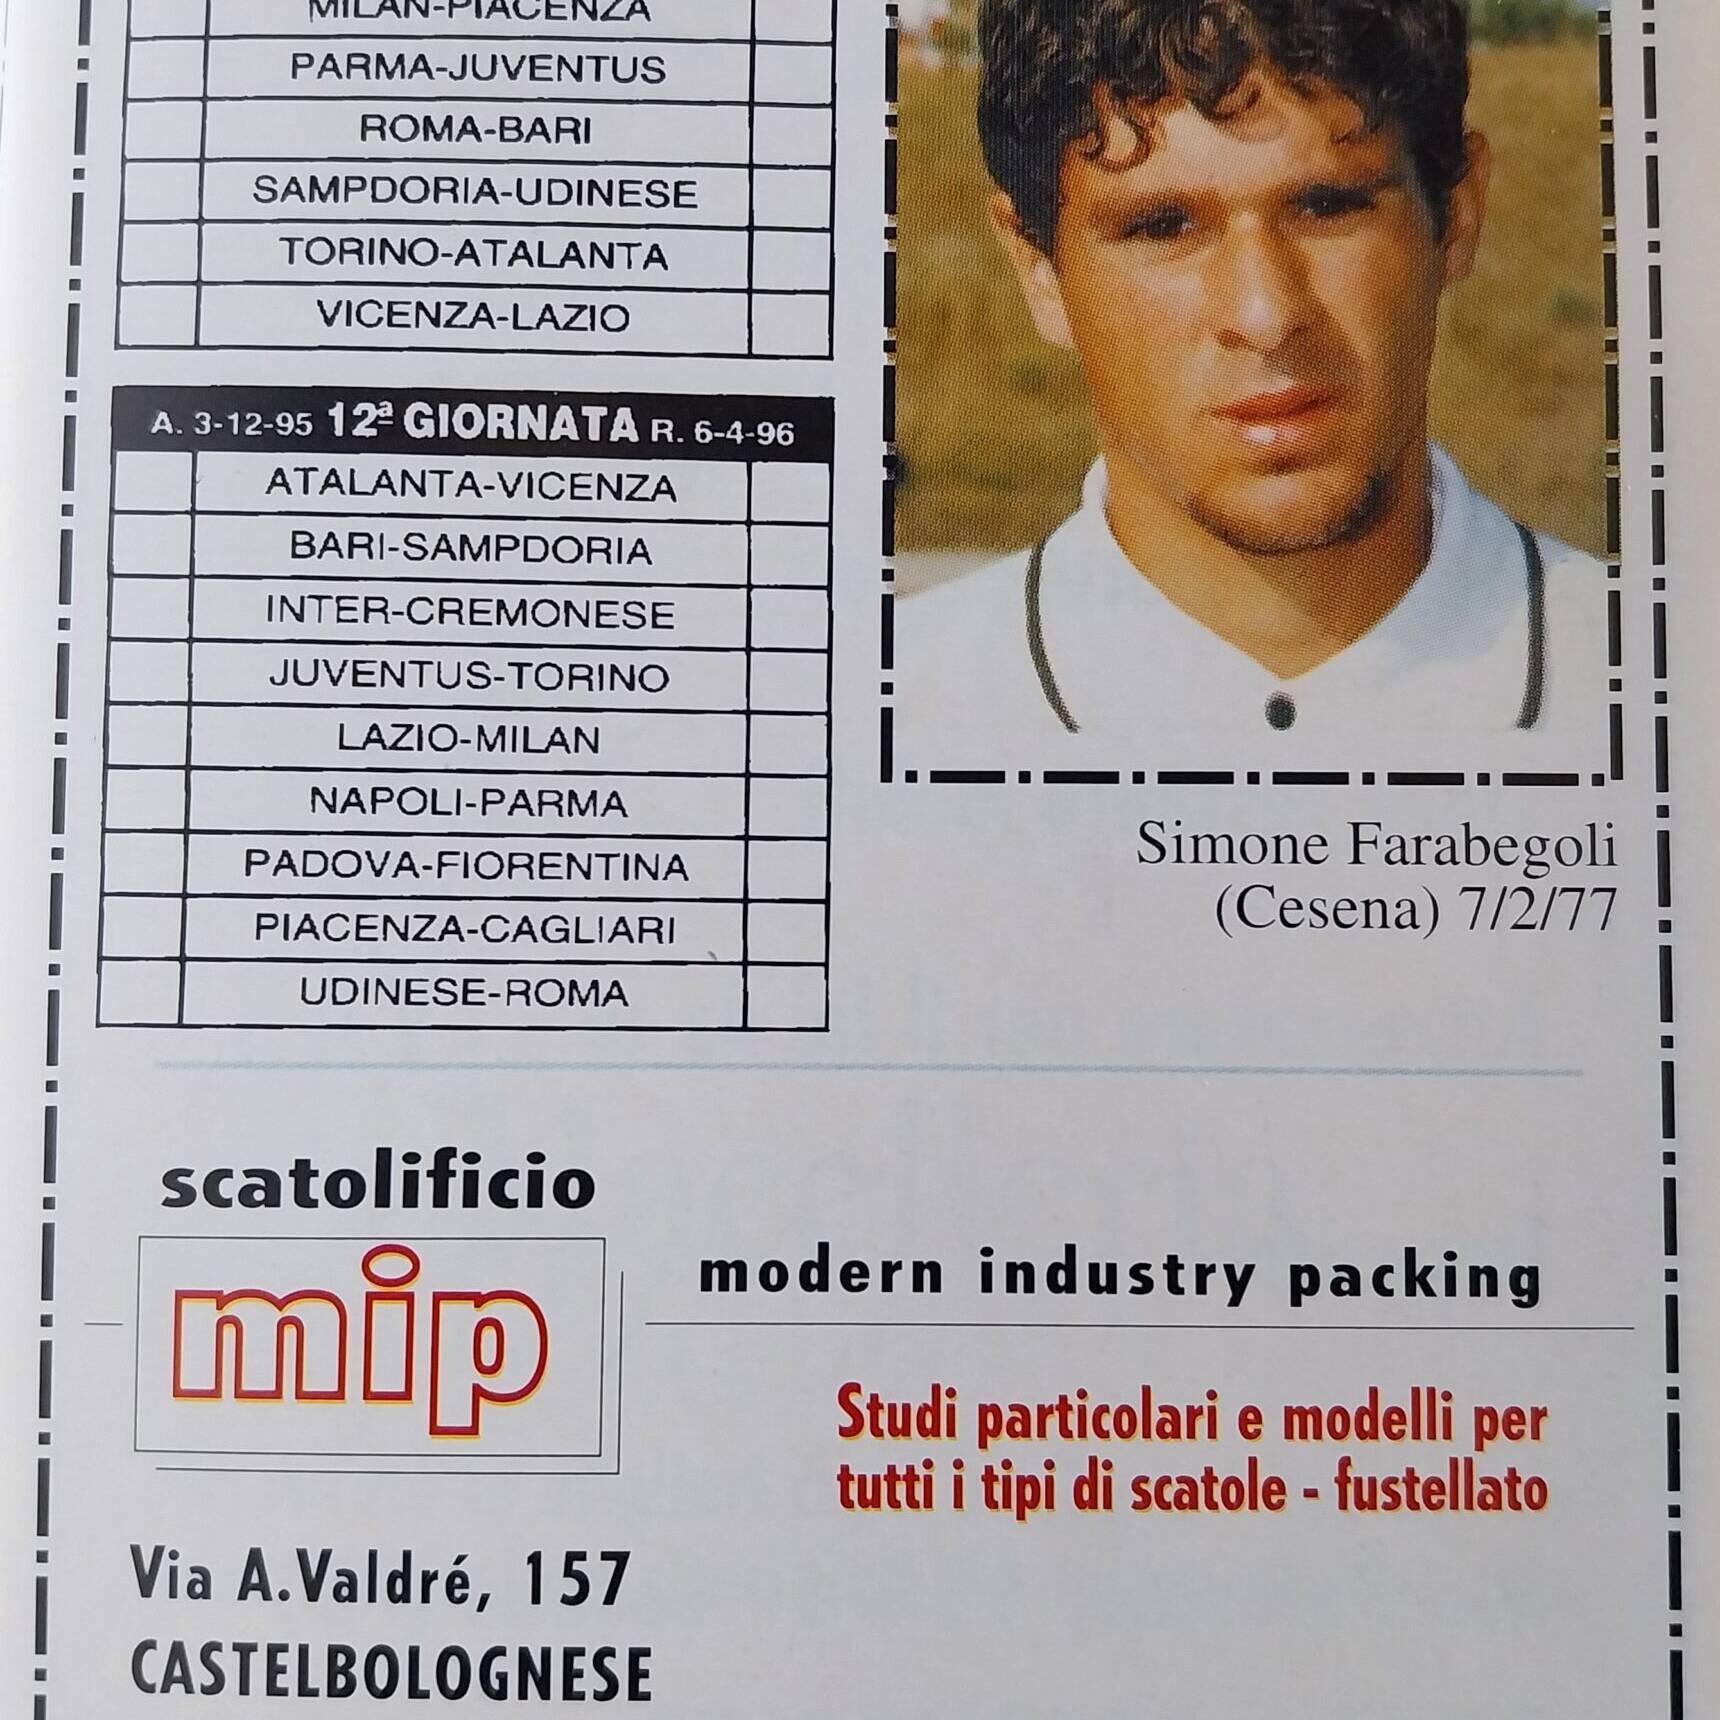 MILAN-PIACENZA
PARMA-JUVENTUS
ROMA-BARI
SAMPDORIA-UDINESE
TORINO-ATALANTA
VICENZA-LAZIO
A. 3-12-95 12ª GIORNATA R. 6-4-96
ATALANTA-VICENZA
BARI-SAMPDORIA
INTER-CREMONESE
JUVENTUS-TORINO
LAZIO-MILAN
NAPOLI-PARMA
PADOVA-FIORENTINA
PIACENZA-CAGLIARI
UDINESE-ROMA
Simone Farabegoli
(Cesena) 7/2/77
scatolificio
mip
modern industry packing
Studi particolari e modelli per
tutti i tipi di scatole - fustellato
Via A.Valdré, 157
CASTELBOLOGNESE